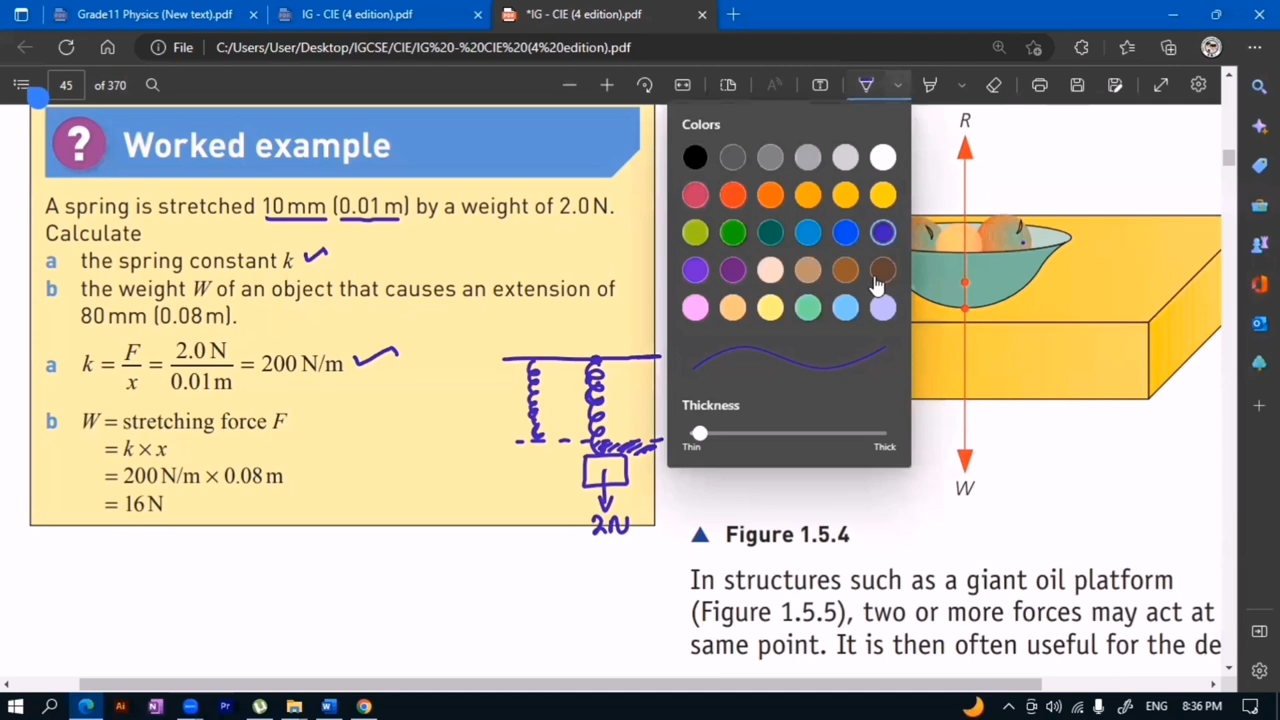 Grade11 Physics (New text).pdf
IG - CIE (4 edition).pdf
*IG - CIE (4 edition).pdf
File
C:/Users/User/Desktop/IGCSE/CIE/IG%20-%20CIE%20(4%20edition).pdf
45 of 370
? Worked example
A spring is stretched 10 mm (0.01 m) by a weight of 2.0 N.
Calculate
a the spring constant k
b the weight W of an object that causes an extension of
80 mm (0.08 m).
a k = F/x = 2.0 N/0.01 m = 200 N/m
b W = stretching force F
= k × x
= 200 N/m × 0.08 m
= 16 N
2N
Colors
Thickness
Thin
Thick
R
W
Figure 1.5.4
In structures such as a giant oil platform
(Figure 1.5.5), two or more forces may act at
same point. It is then often useful for the de
Ai
N
Pr
W
ENG
8:36 PM